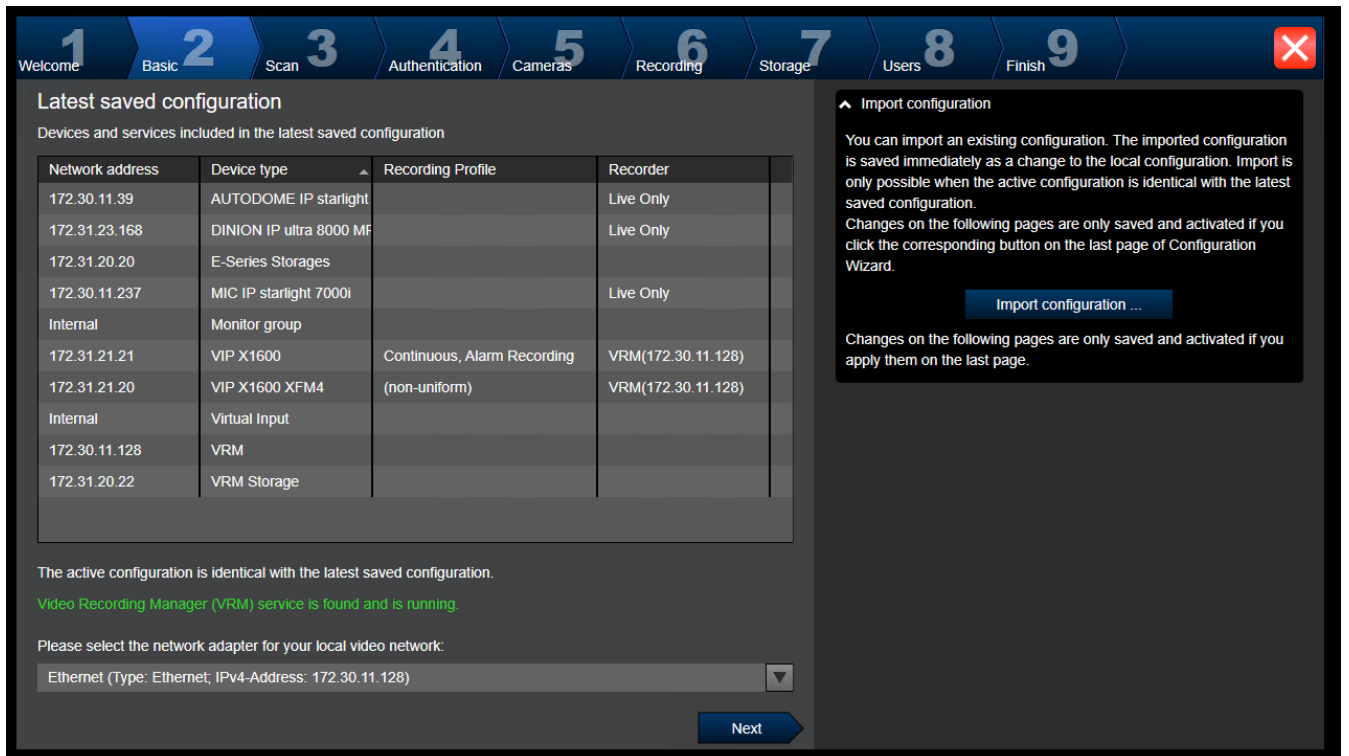 1 Welcome
2 Basic
3 Scan
4 Authentication
5 Cameras
6 Recording
7 Storage
8 Users
9 Finish
Latest saved configuration
Devices and services included in the latest saved configuration
Network address Device type Recording Profile Recorder
172.30.11.39 AUTODOME IP starlight Live Only
172.31.23.168 DINION IP ultra 8000 MP Live Only
172.31.20.20 E-Series Storages
172.30.11.237 MIC IP starlight 7000i Live Only
Internal Monitor group
172.31.21.21 VIP X1600 Continuous, Alarm Recording VRM(172.30.11.128)
172.31.21.20 VIP X1600 XFM4 (non-uniform) VRM(172.30.11.128)
Internal Virtual Input
172.30.11.128 VRM
172.31.20.22 VRM Storage
The active configuration is identical with the latest saved configuration.
Video Recording Manager (VRM) service is found and is running.
Please select the network adapter for your local video network:
Ethernet (Type: Ethernet; IPv4-Address: 172.30.11.128)
Next
Import configuration
You can import an existing configuration. The imported configuration
is saved immediately as a change to the local configuration. Import is
only possible when the active configuration is identical with the latest
saved configuration.
Changes on the following pages are only saved and activated if you
click the corresponding button on the last page of Configuration
Wizard.
Import configuration ...
Changes on the following pages are only saved and activated if you
apply them on the last page.